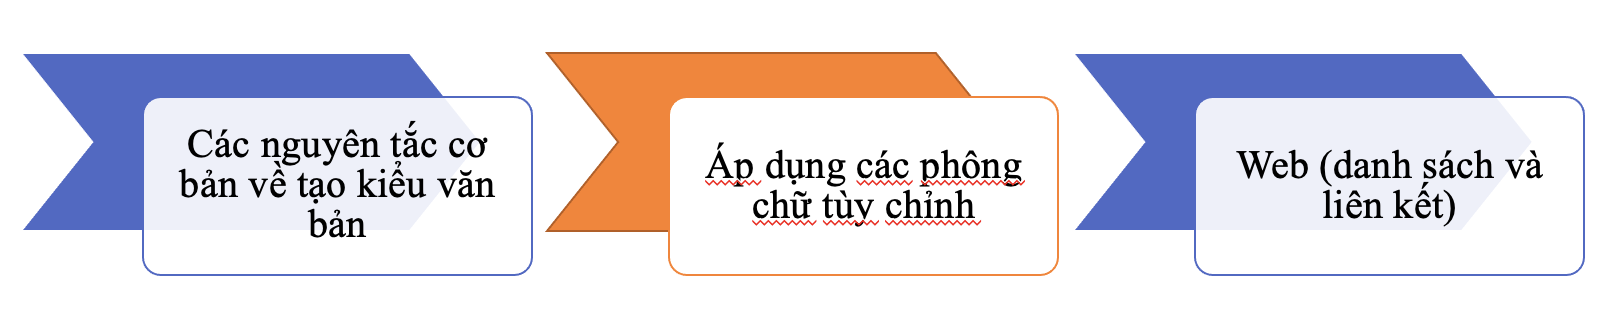 Các nguyên tắc cơ
bản về tạo kiểu văn
bản
Áp dụng các phông
chữ tùy chỉnh
Web (danh sách và
liên kết)